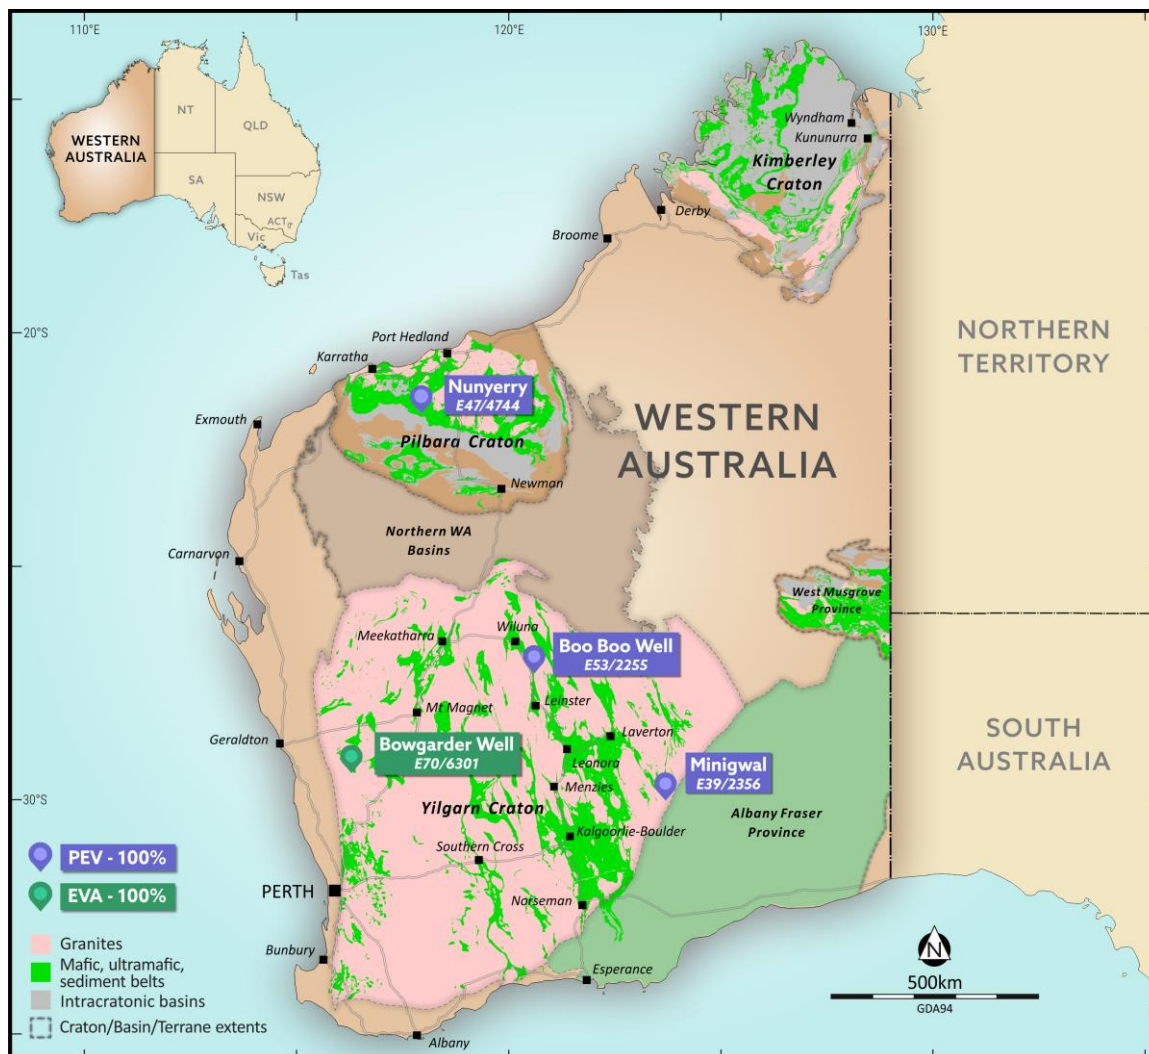 110°E
120°E
130°E
NT
QLD
WESTERN
AUSTRALIA
SA
NSW
ACT
Vic
Tas
Wyndham
Kununurra
Kimberley
Craton
Derby
Broome
20°S
Port Hedland
Karratha
Nunyerry
E47/4744
NORTHERN
TERRITORY
WESTERN
AUSTRALIA
Exmouth
Pilbara Craton
Newman
Northern WA
Basins
Carnarvon
West Musgrove
Province
Meekatharra
Wiluna
Boo Boo Well
E53/2255
Leinster
Mt Magnet
Laverton
Geraldton
Bowgarder Well
E70/6301
Leonora
Minigwal
E39/2356
SOUTH
AUSTRALIA
Menzies
30°S
Yilgarn Craton
Albany Fraser
Province
Kalgoorlie-Boulder
Southern Cross
PEV - 100%
EVA - 100%
PERTH
Norseman
Granites
Mafic, ultramafic,
sediment belts
Intracratonic basins
Craton/Basin/Terrane extents
Bunbury
Esperance
Albany
N
500km
GDA94